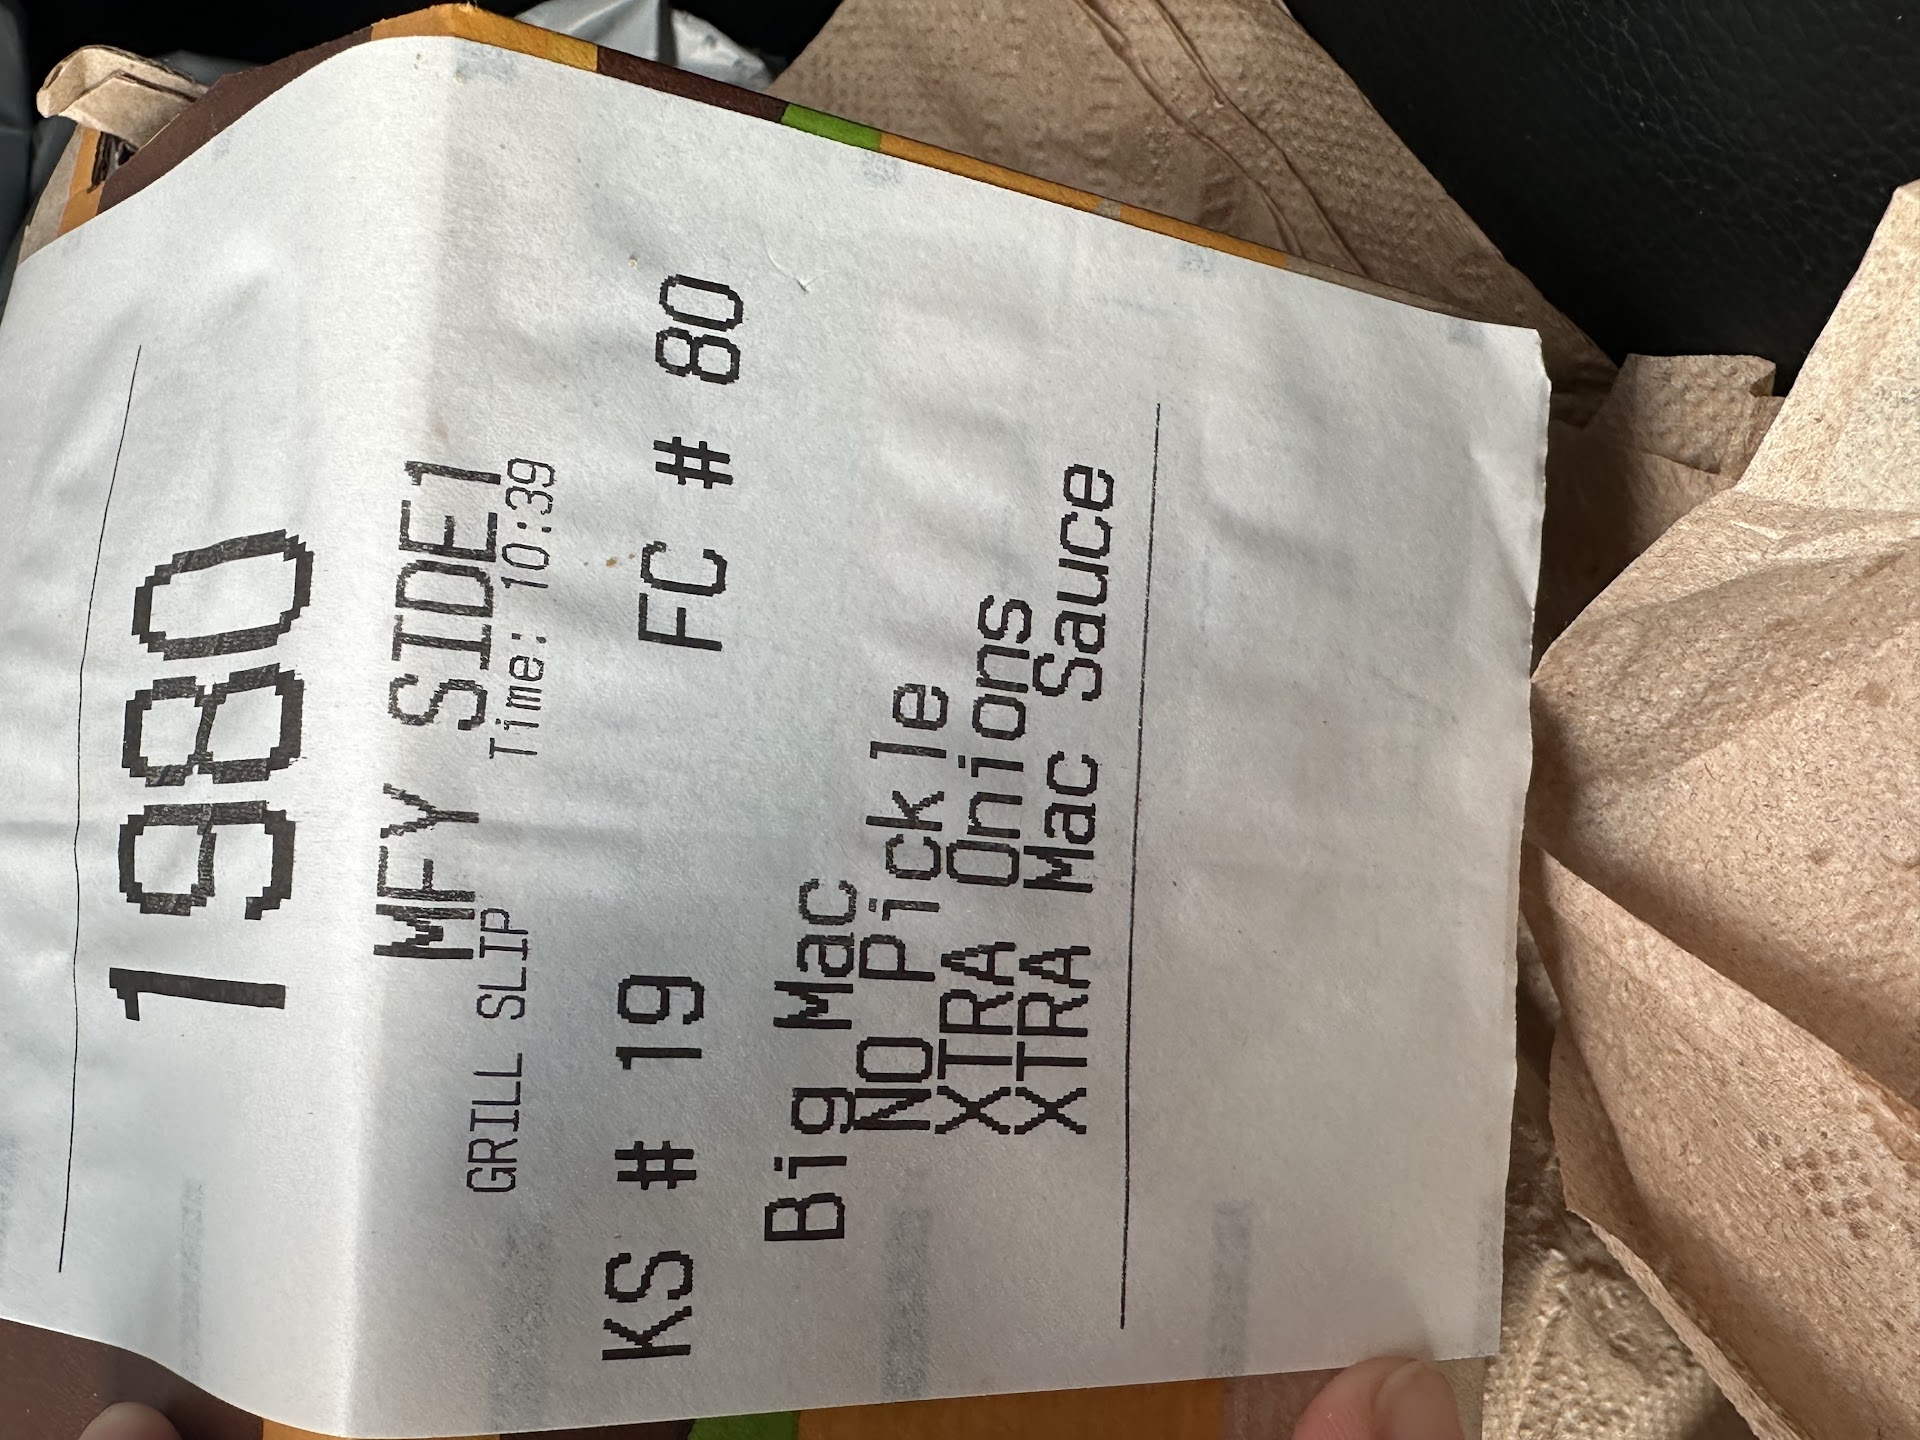 1980
MFY SIDE1
GRILL SLIP Time: 10:39
KS # 19 FC # 80
Big Mac
NO Pickle
XTRA Onions
XTRA Mac Sauce